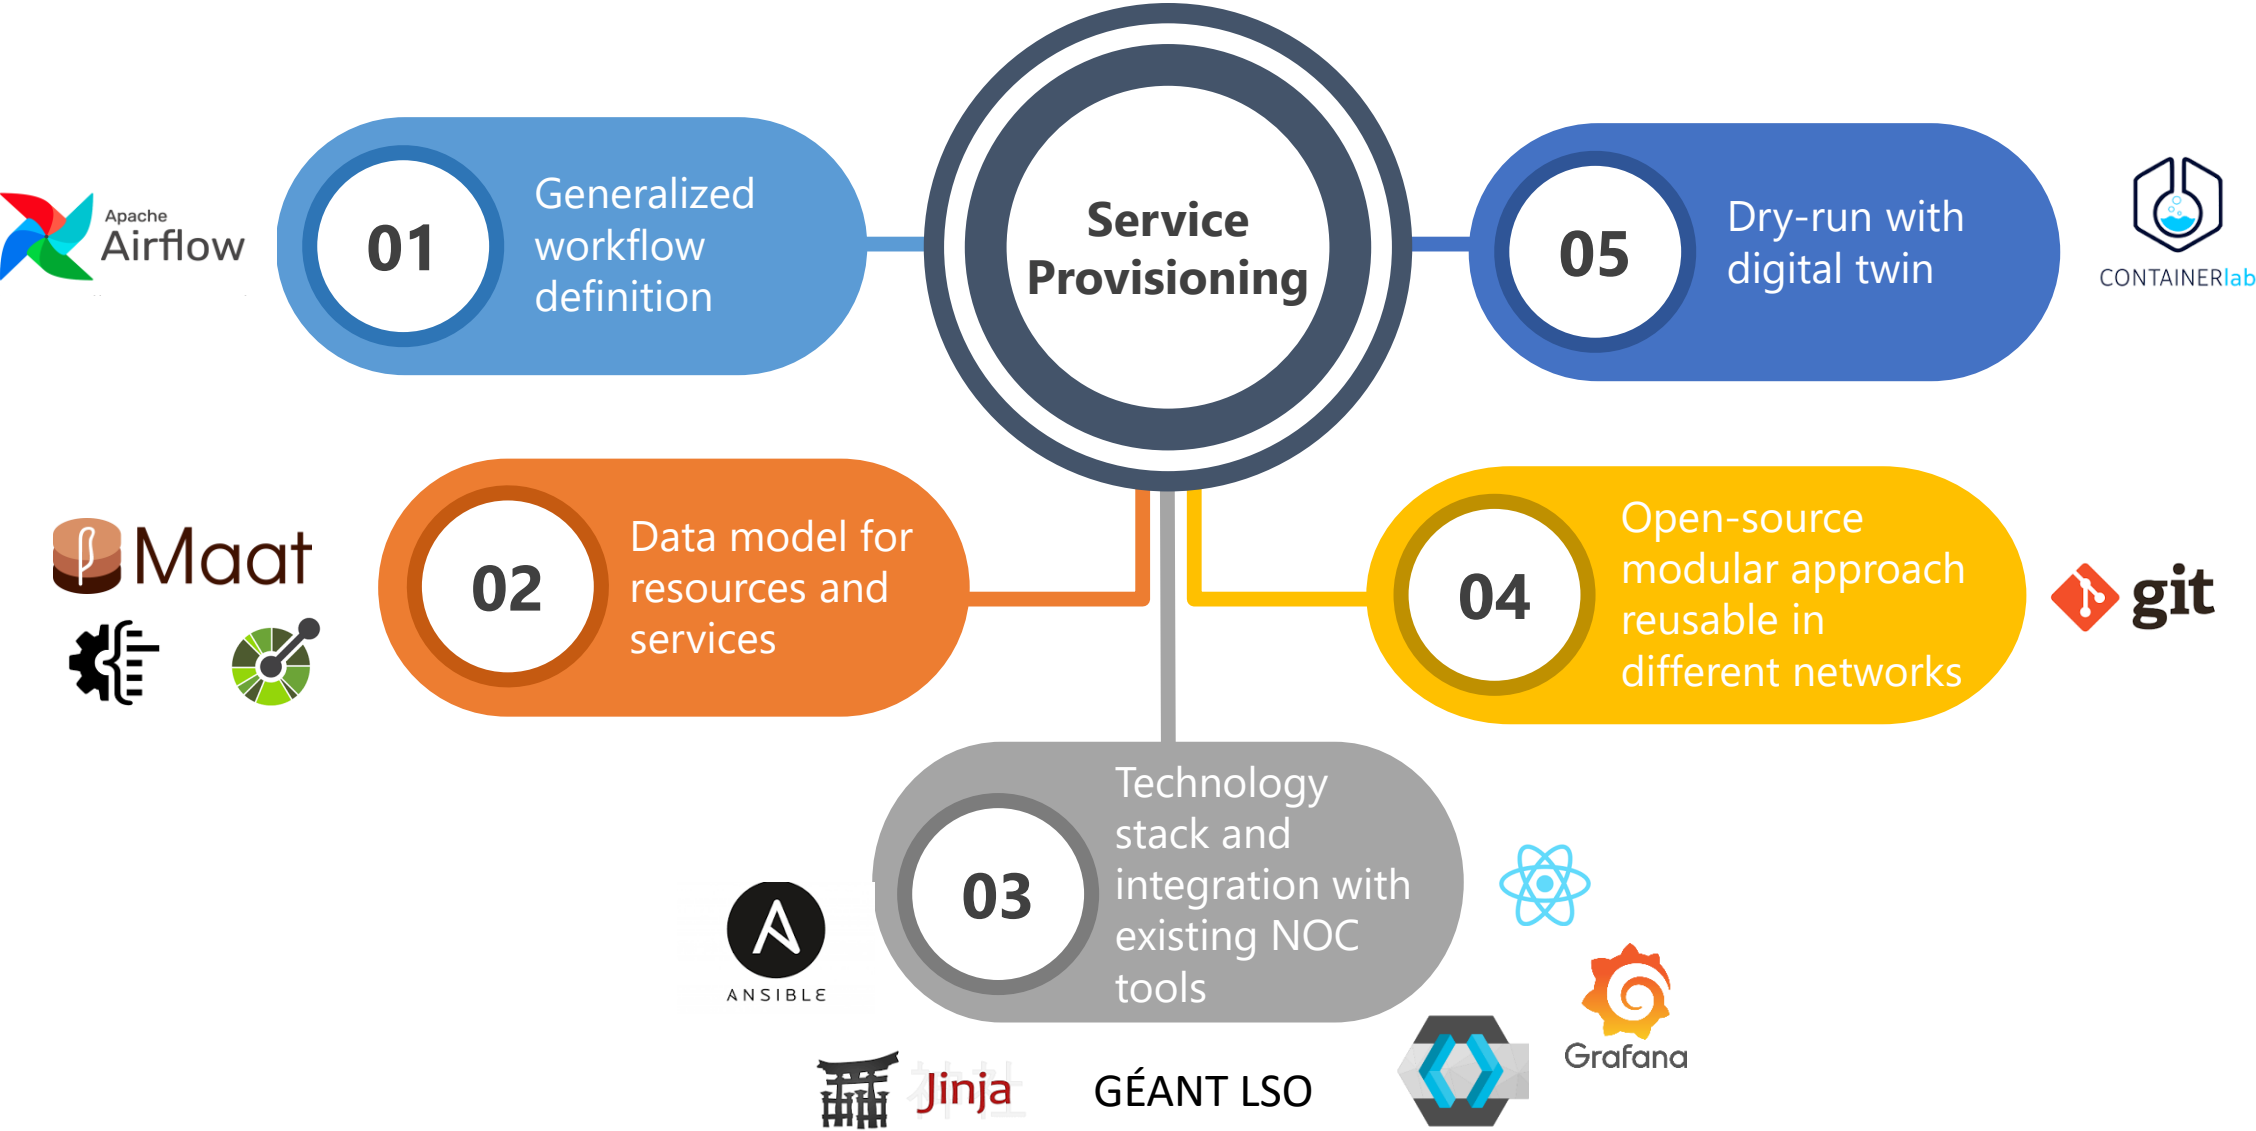 Service
Provisioning
Apache
Airflow
01
Generalized
workflow
definition
Maat
02
Data model for
resources and
services
03
Technology
stack and
integration with
existing NOC
tools
ANSIBLE
Jinja
神社
GÉANT LSO
Grafana
04
Open-source
modular approach
reusable in
different networks
git
05
Dry-run with
digital twin
CONTAINERlab